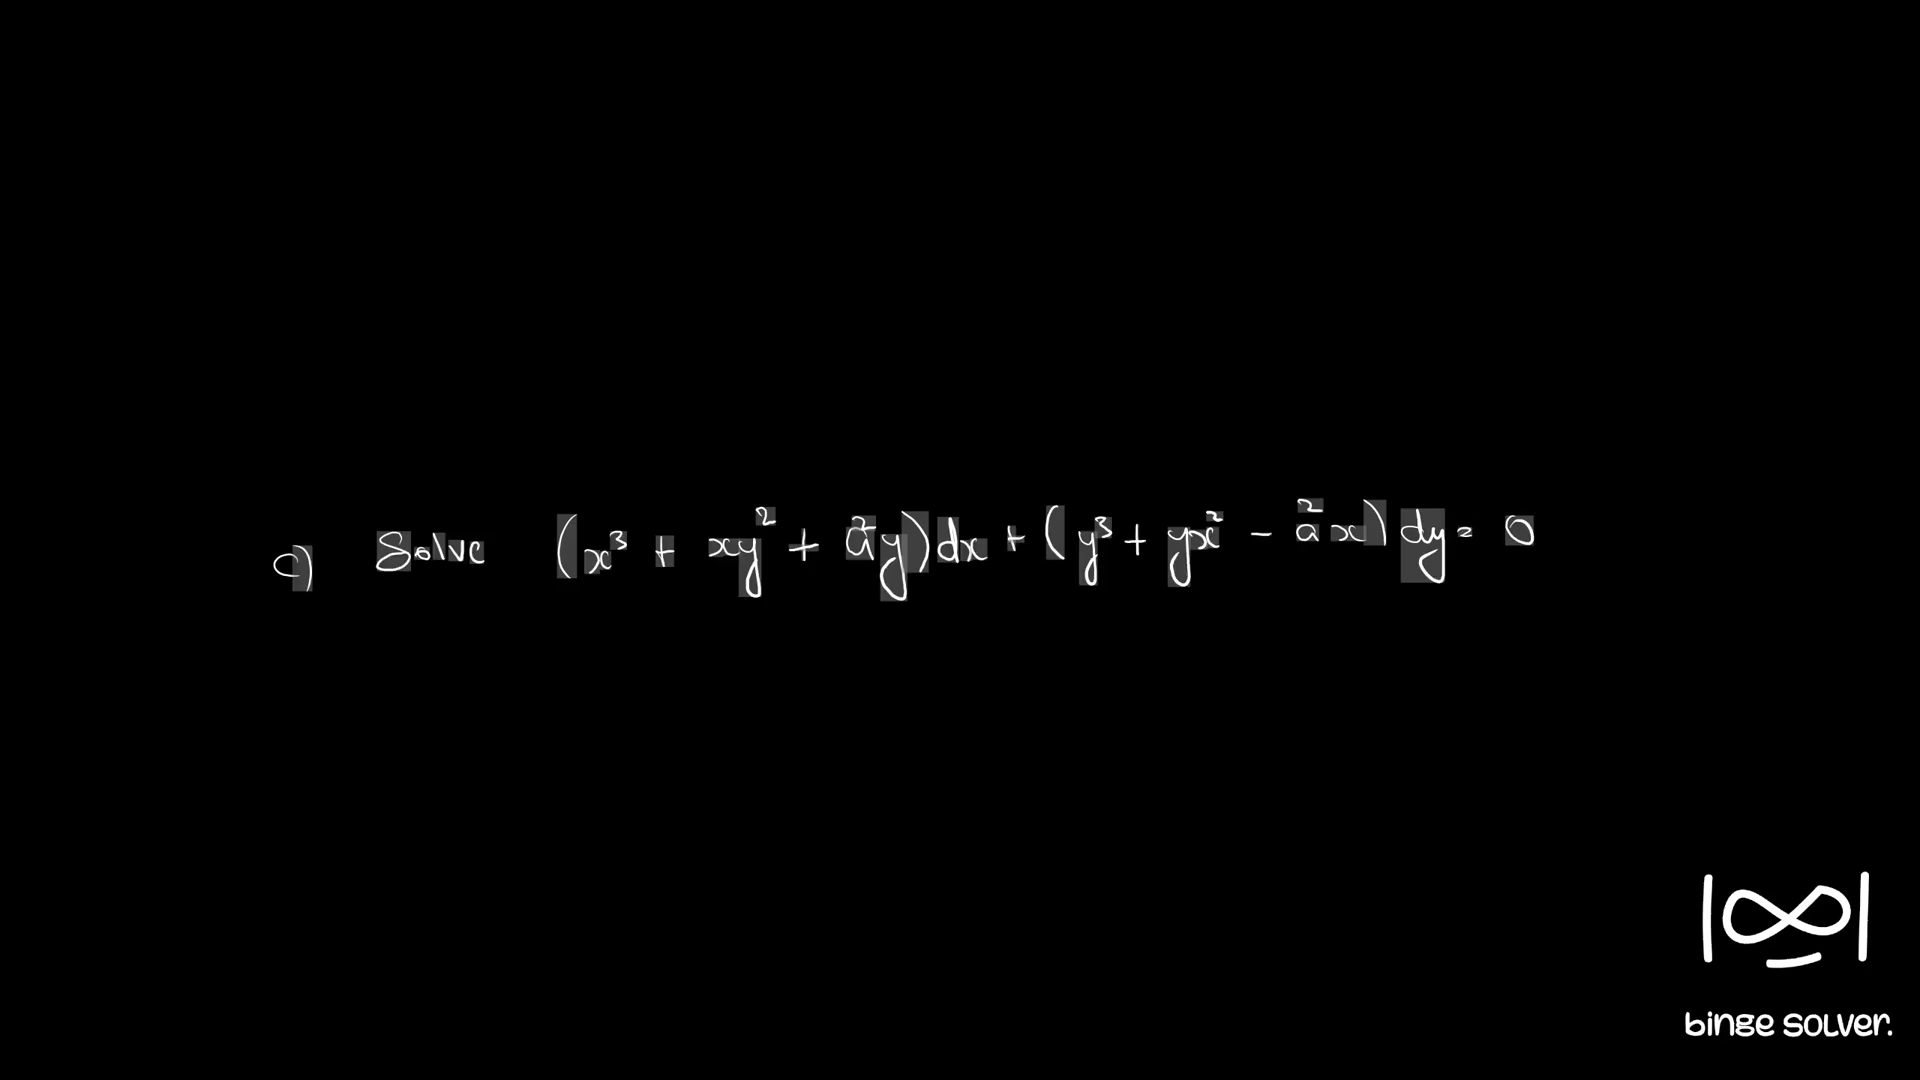 c) Solve (x³ + xy² + a²y)dx + (y³ + yx² - a²x) dy = 0
binge solver.